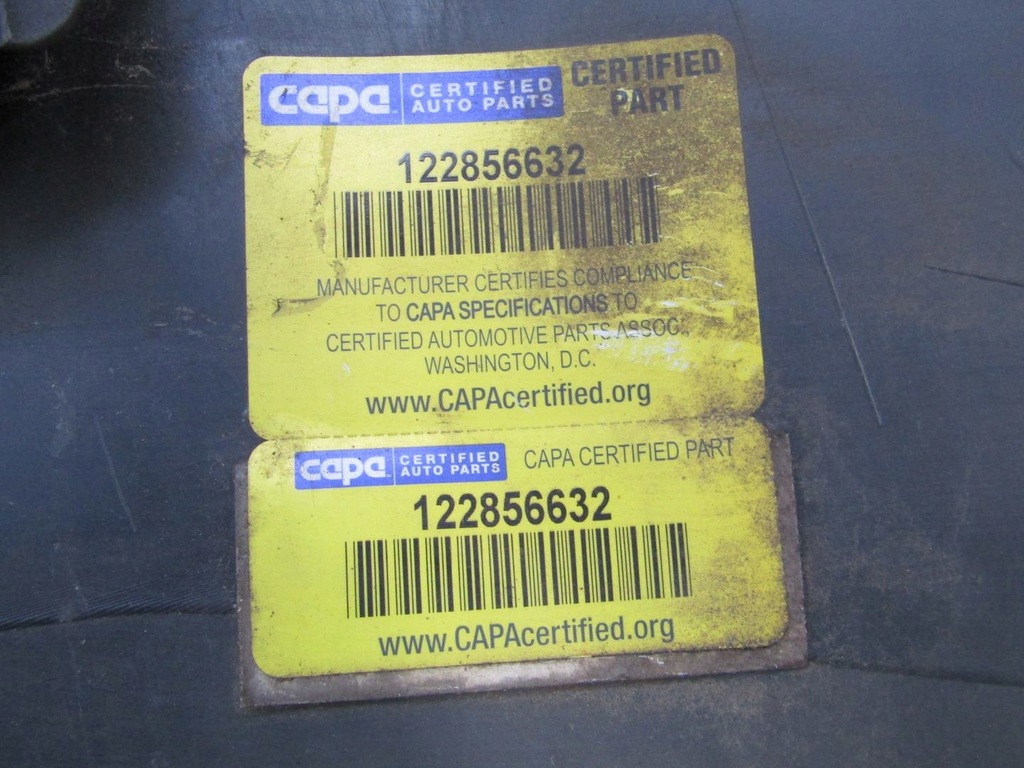 capa CERTIFIED AUTO PARTS CERTIFIED PART
122856632
MANUFACTURER CERTIFIES COMPLIANCE
TO CAPA SPECIFICATIONS TO
CERTIFIED AUTOMOTIVE PARTS ASSOC.,
WASHINGTON, D.C.
www.CAPAcertified.org
capa CERTIFIED AUTO PARTS CAPA CERTIFIED PART
122856632
www.CAPAcertified.org